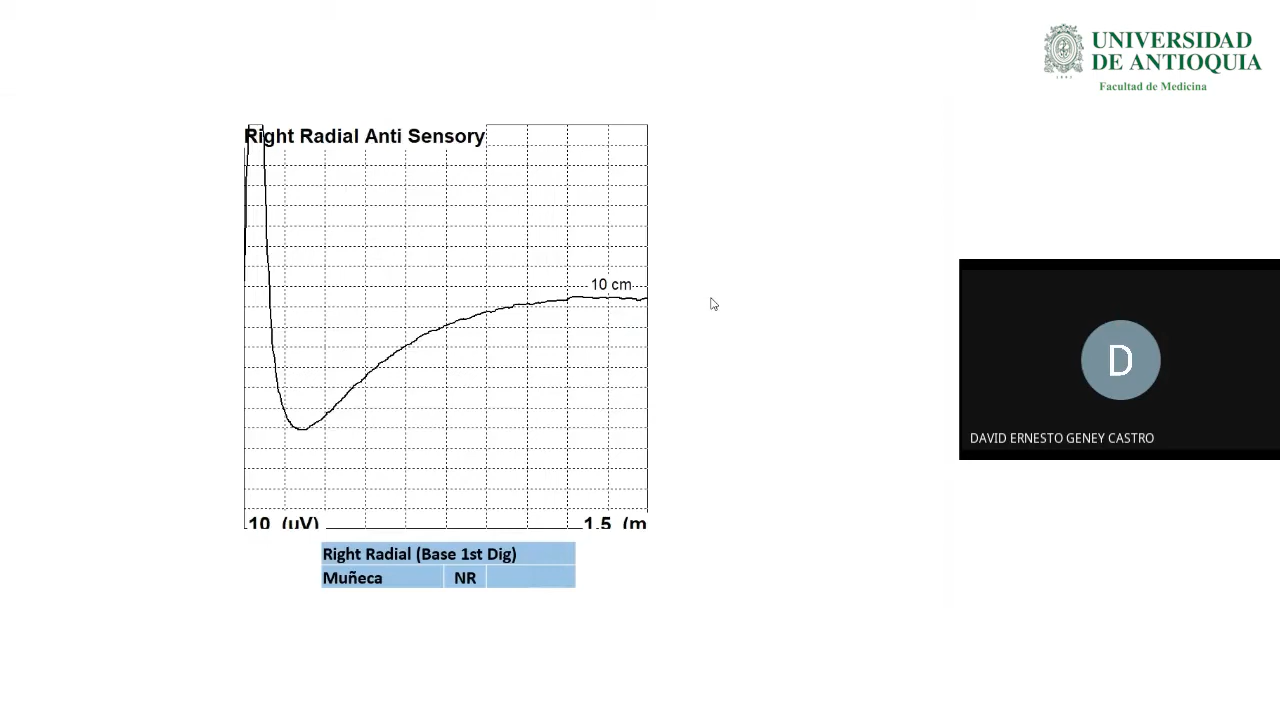 UNIVERSIDAD
DE ANTIOQUIA
1803
Facultad de Medicina
Right Radial Anti Sensory
10 cm
10 (uV)
1.5 (m
Right Radial (Base 1st Dig)
Muñeca NR
D
DAVID ERNESTO GENEY CASTRO